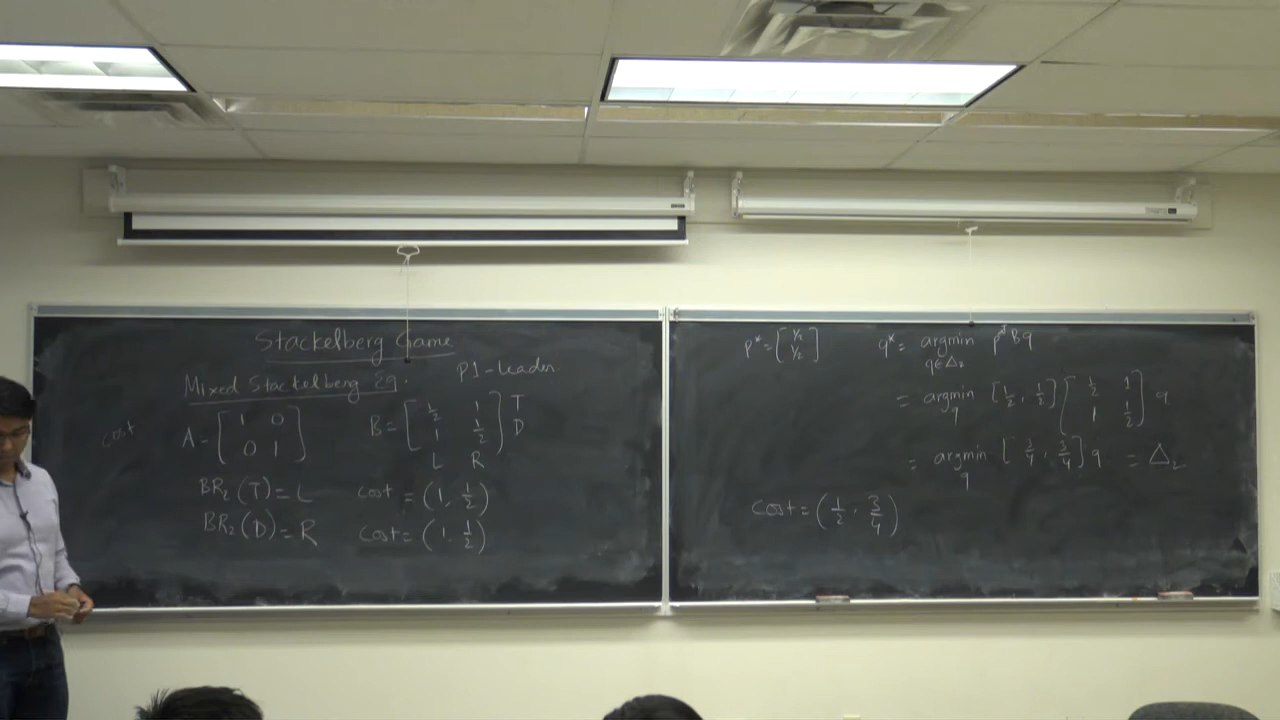 Stackelberg Game
Mixed Stackelberg Eq. P1-Leader.
cost A = [1 0; 0 1] B = [1/2 1; 1 1/2] T D
L R
BR₂(T) = L cost = (1, 1/2)
BR₂(D) = R cost = (1, 1/2)
p* = [1/2; 1/2] q* = argmin p*ᵀBq
q∈Δ₂
= argmin [1/2, 1/2] [1/2 1; 1 1/2] q
q
= argmin [3/4, 3/4] q = Δ₂
q
cost = (1/2, 3/4)